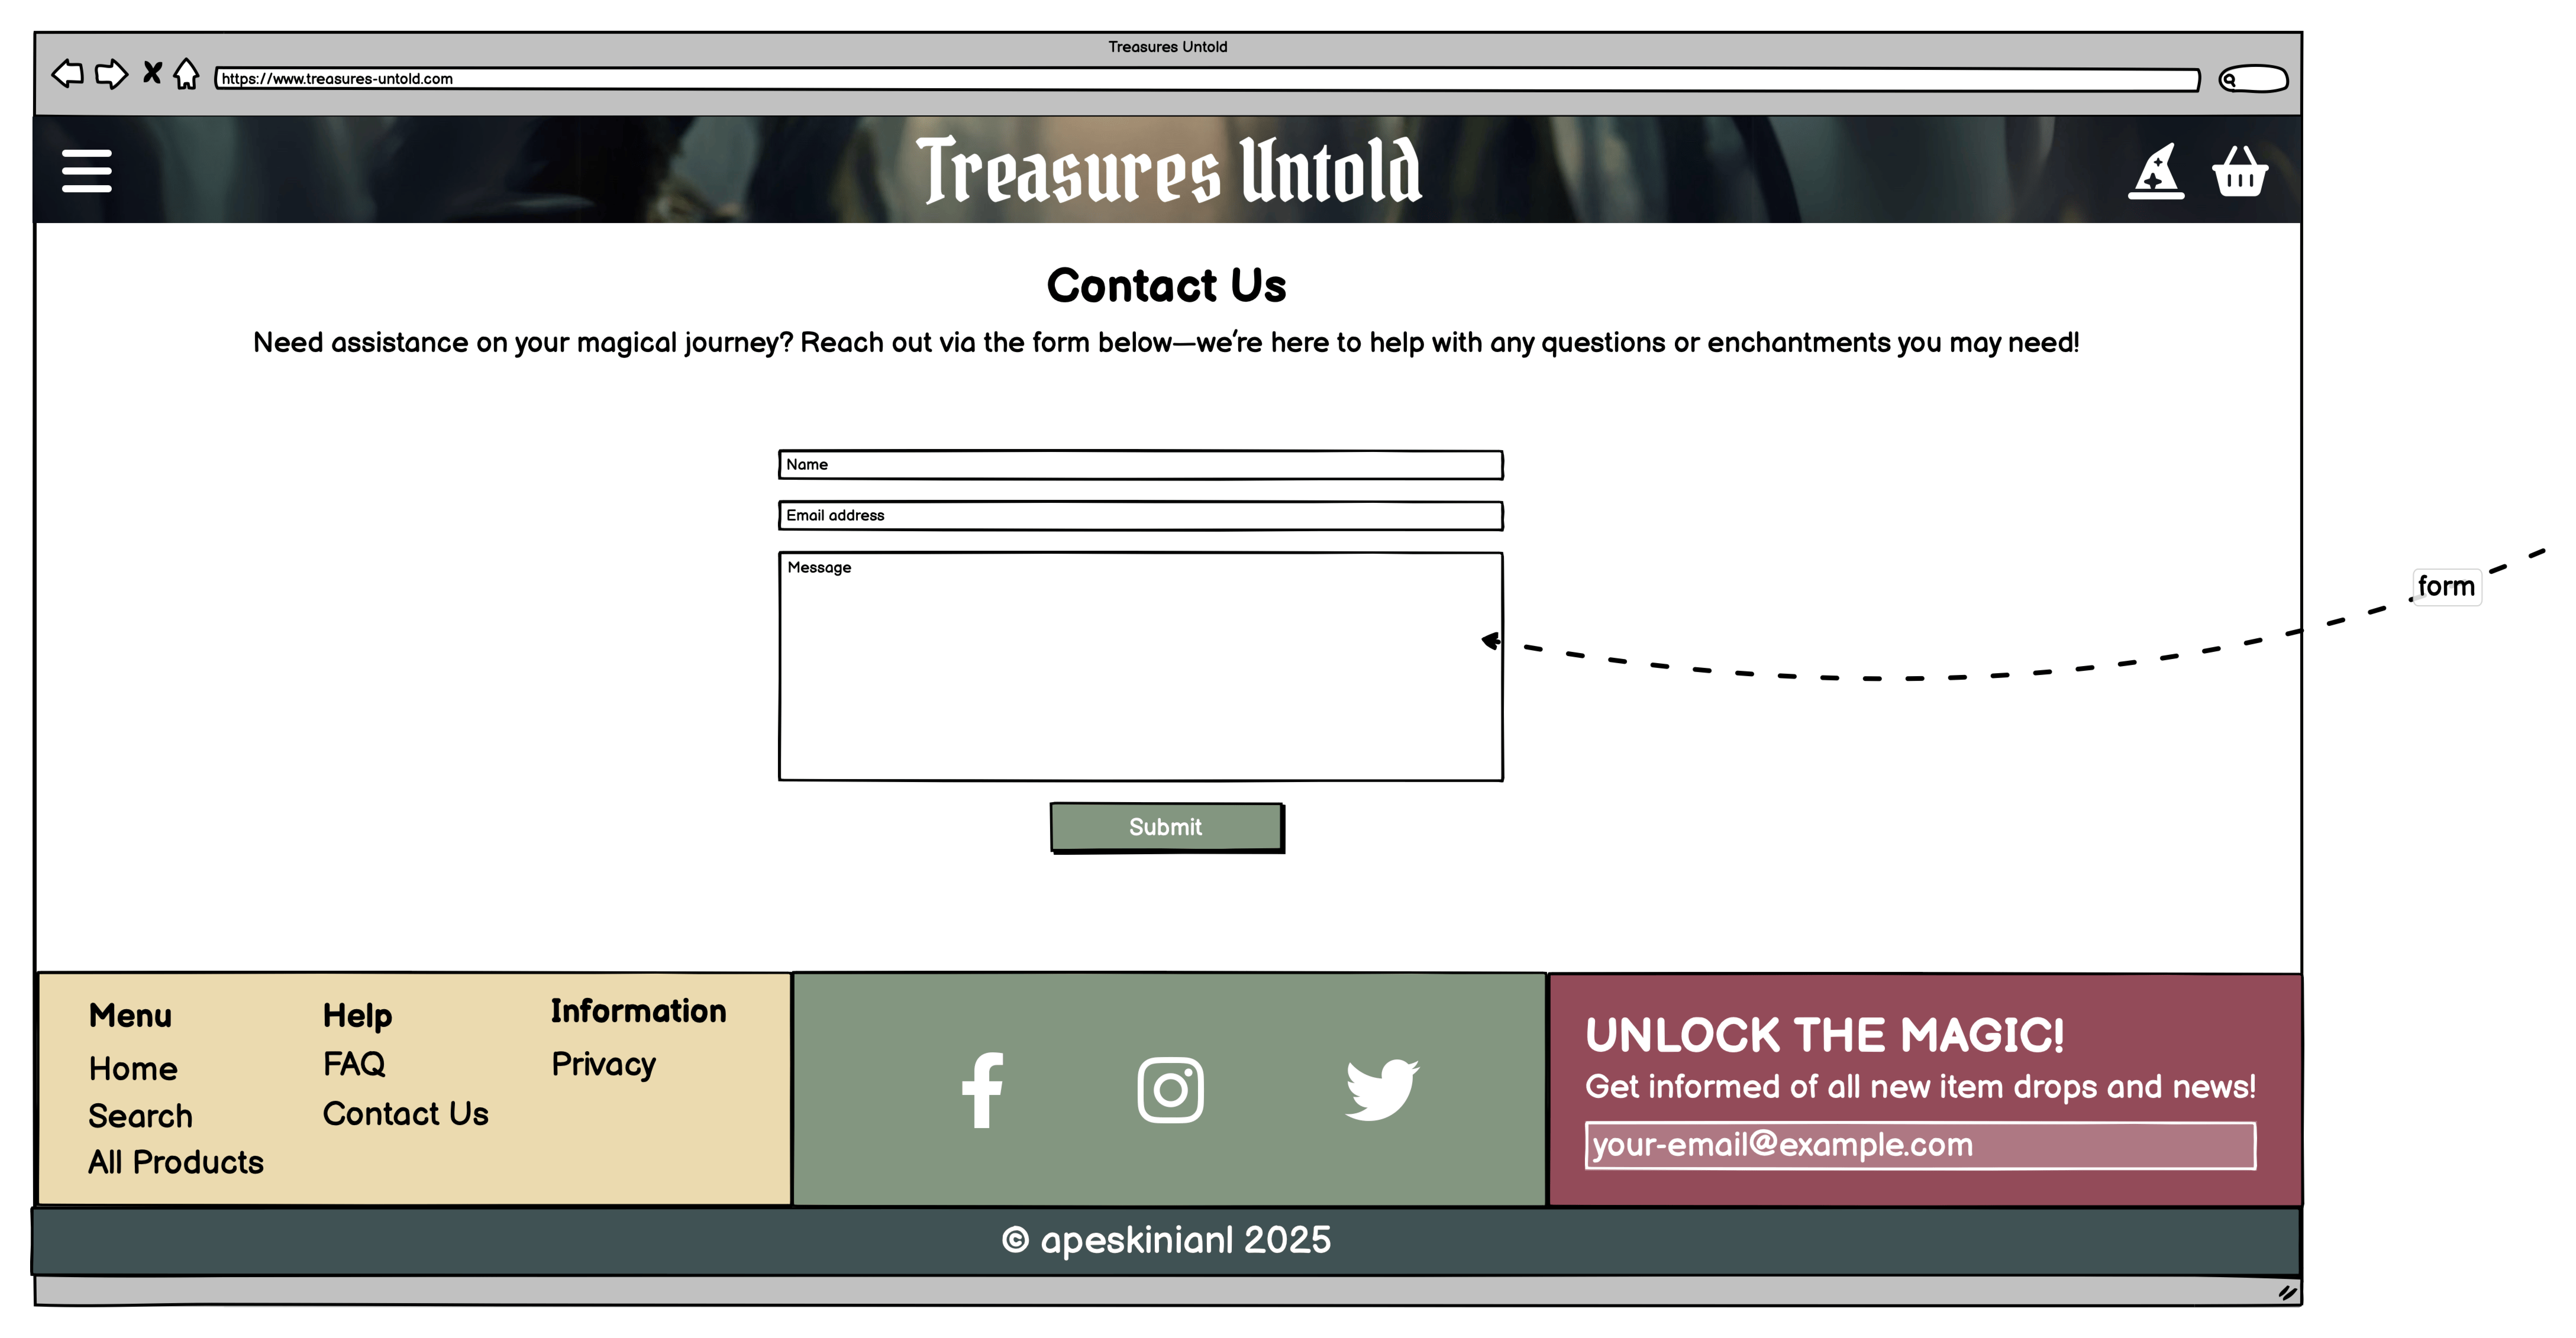 Treasures Untold
https://www.treasures-untold.com
Treasures Untold
Contact Us
Need assistance on your magical journey? Reach out via the form below—we're here to help with any questions or enchantments you may need!
Name
Email address
Message
form
Submit
Menu
Home
Search
All Products
Help
FAQ
Contact Us
Information
Privacy
UNLOCK THE MAGIC!
Get informed of all new item drops and news!
your-email@example.com
© apeskinianl 2025